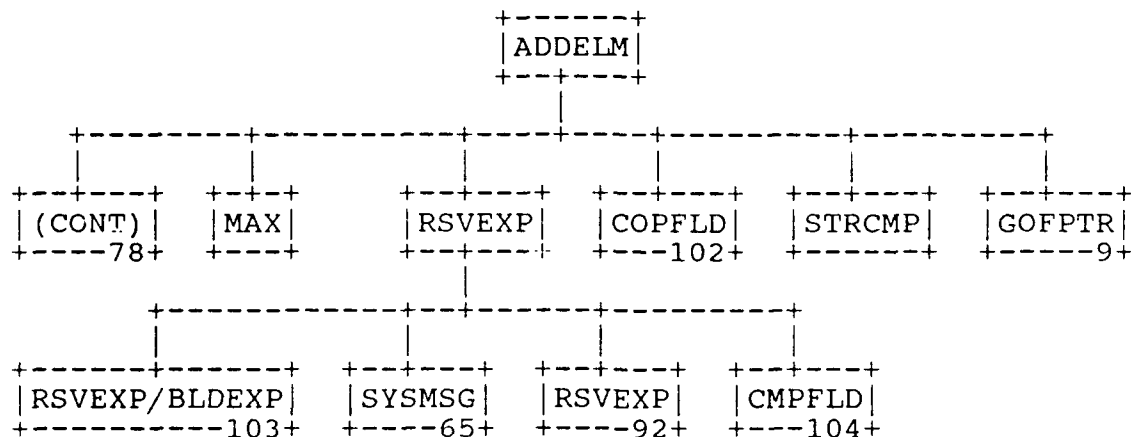 ADDELM
(CONT) MAX RSVEXP COPFLD STRCMP GOFPTR
78 102 9
RSVEXP/BLDEXP SYSMSG RSVEXP CMPFLD
103 65 92 104